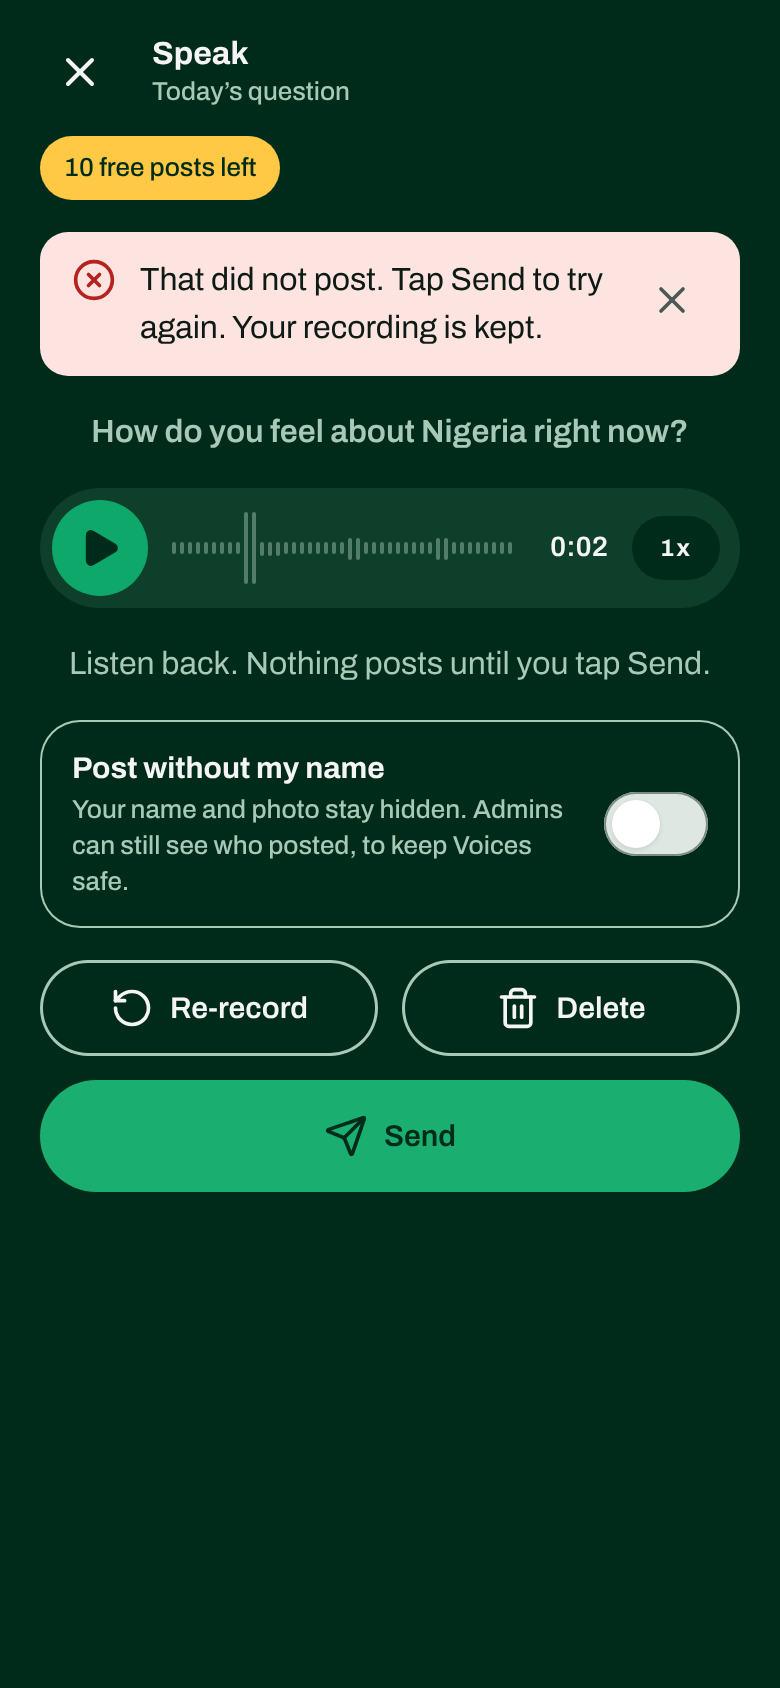 Speak
Today’s question
10 free posts left
That did not post. Tap Send to try
again. Your recording is kept.
How do you feel about Nigeria right now?
0:02
1x
Listen back. Nothing posts until you tap Send.
Post without my name
Your name and photo stay hidden. Admins
can still see who posted, to keep Voices
safe.
Re-record
Delete
Send